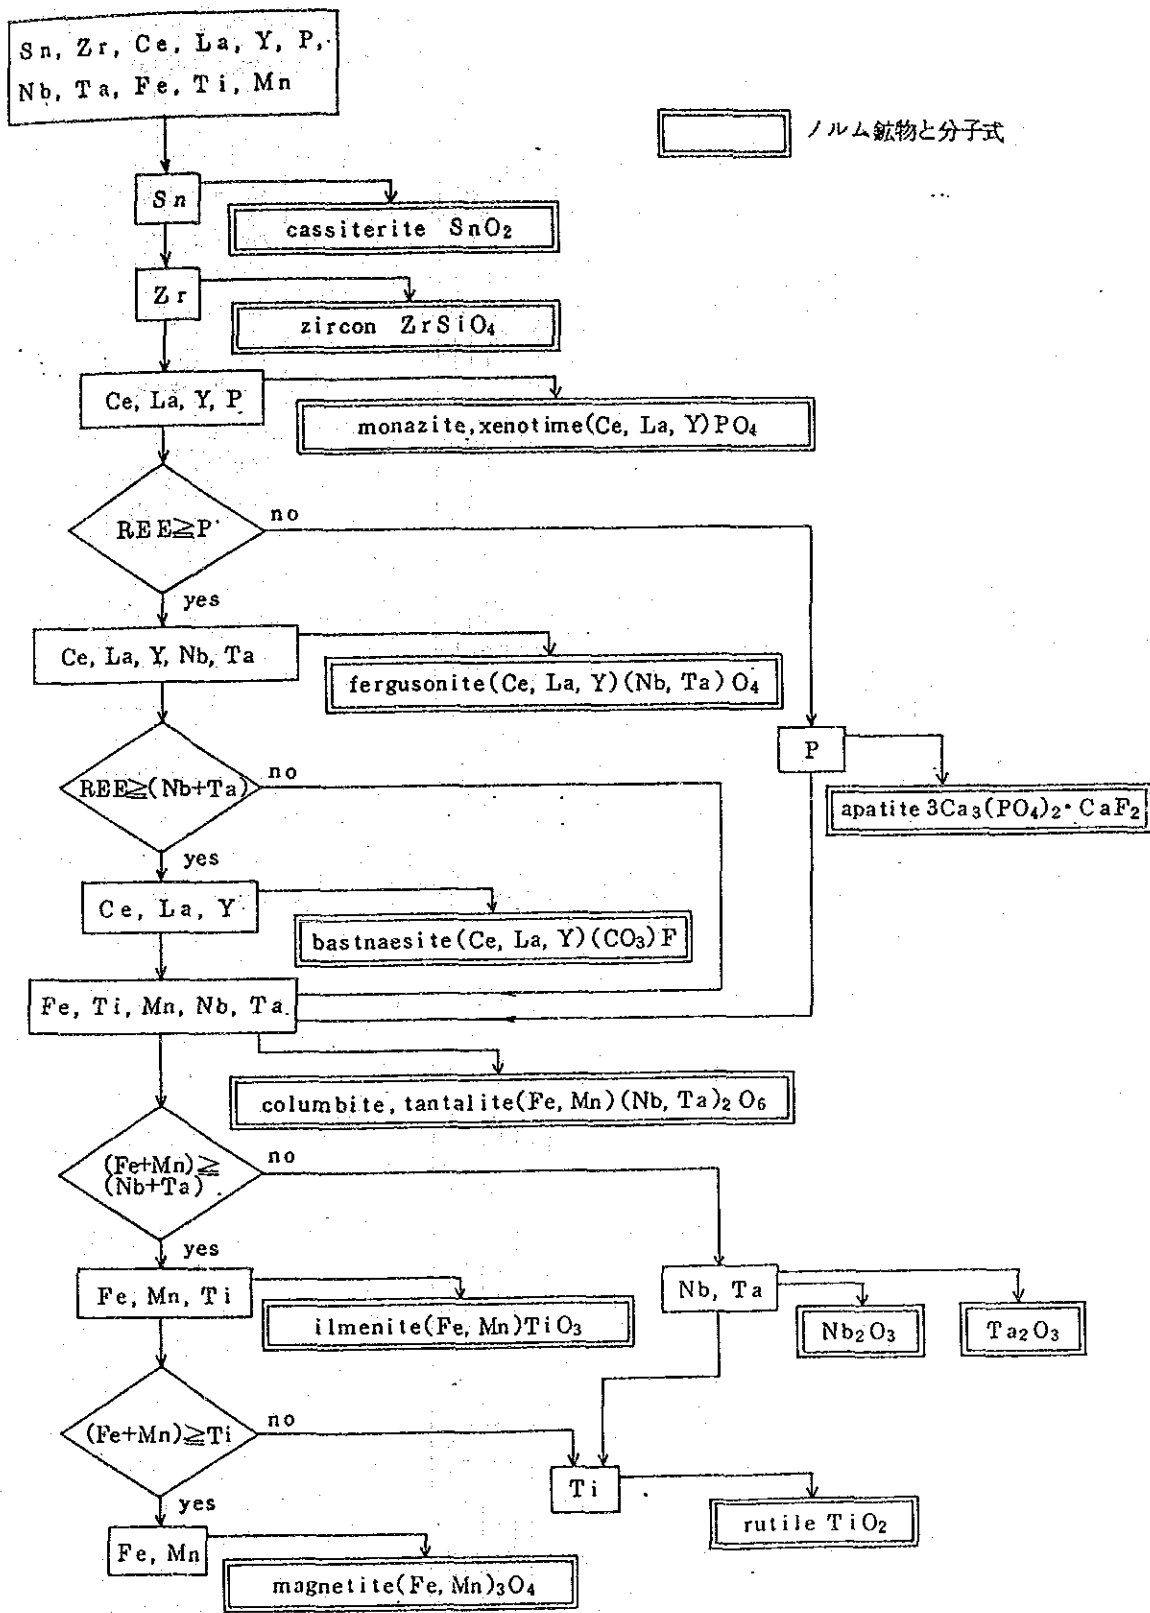 Sn, Zr, Ce, La, Y, P,
Nb, Ta, Fe, Ti, Mn
ノルム鉱物と分子式
Sn
cassiterite SnO2
Zr
zircon ZrSiO4
Ce, La, Y, P
monazite,xenotime(Ce, La, Y)PO4
REE≧P
no
yes
Ce, La, Y, Nb, Ta
fergusonite(Ce, La, Y)(Nb, Ta)O4
P
apatite 3Ca3(PO4)2・CaF2
REE≧(Nb+Ta)
no
yes
Ce, La, Y
bastnaesite(Ce, La, Y)(CO3)F
Fe, Ti, Mn, Nb, Ta
columbite, tantalite(Fe, Mn)(Nb, Ta)2O6
(Fe+Mn)≧
(Nb+Ta)
no
yes
Fe, Mn, Ti
ilmenite(Fe, Mn)TiO3
Nb, Ta
Nb2O3
Ta2O3
(Fe+Mn)≧Ti
no
yes
Ti
rutile TiO2
Fe, Mn
magnetite(Fe, Mn)3O4